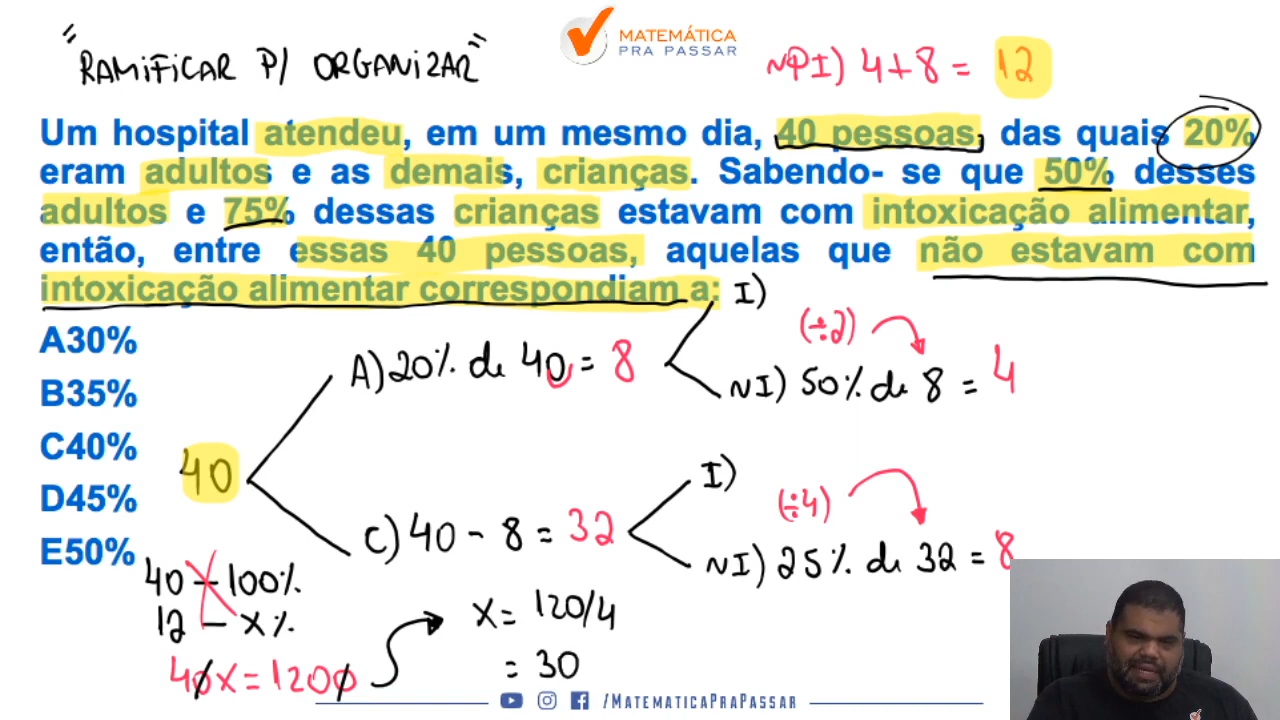 "RAMIFICAR P/ ORGANIZAR"
MATEMÁTICA
PRA PASSAR
NPI) 4+8 = 12
Um hospital atendeu, em um mesmo dia, 40 pessoas, das quais 20%
eram adultos e as demais, crianças. Sabendo- se que 50% desses
adultos e 75% dessas crianças estavam com intoxicação alimentar,
então, entre essas 40 pessoas, aquelas que não estavam com
intoxicação alimentar correspondiam a:
A30%
B35%
C40%
D45%
E50%
40
A) 20% de 40 = 8
I)
(÷2)
NI) 50% de 8 = 4
C) 40 - 8 = 32
I)
(÷4)
NI) 25% de 32 = 8
40 — 100%
12 — X%
40X = 1200
X = 120/4
= 30
/MATEMATICAPRAPASSAR